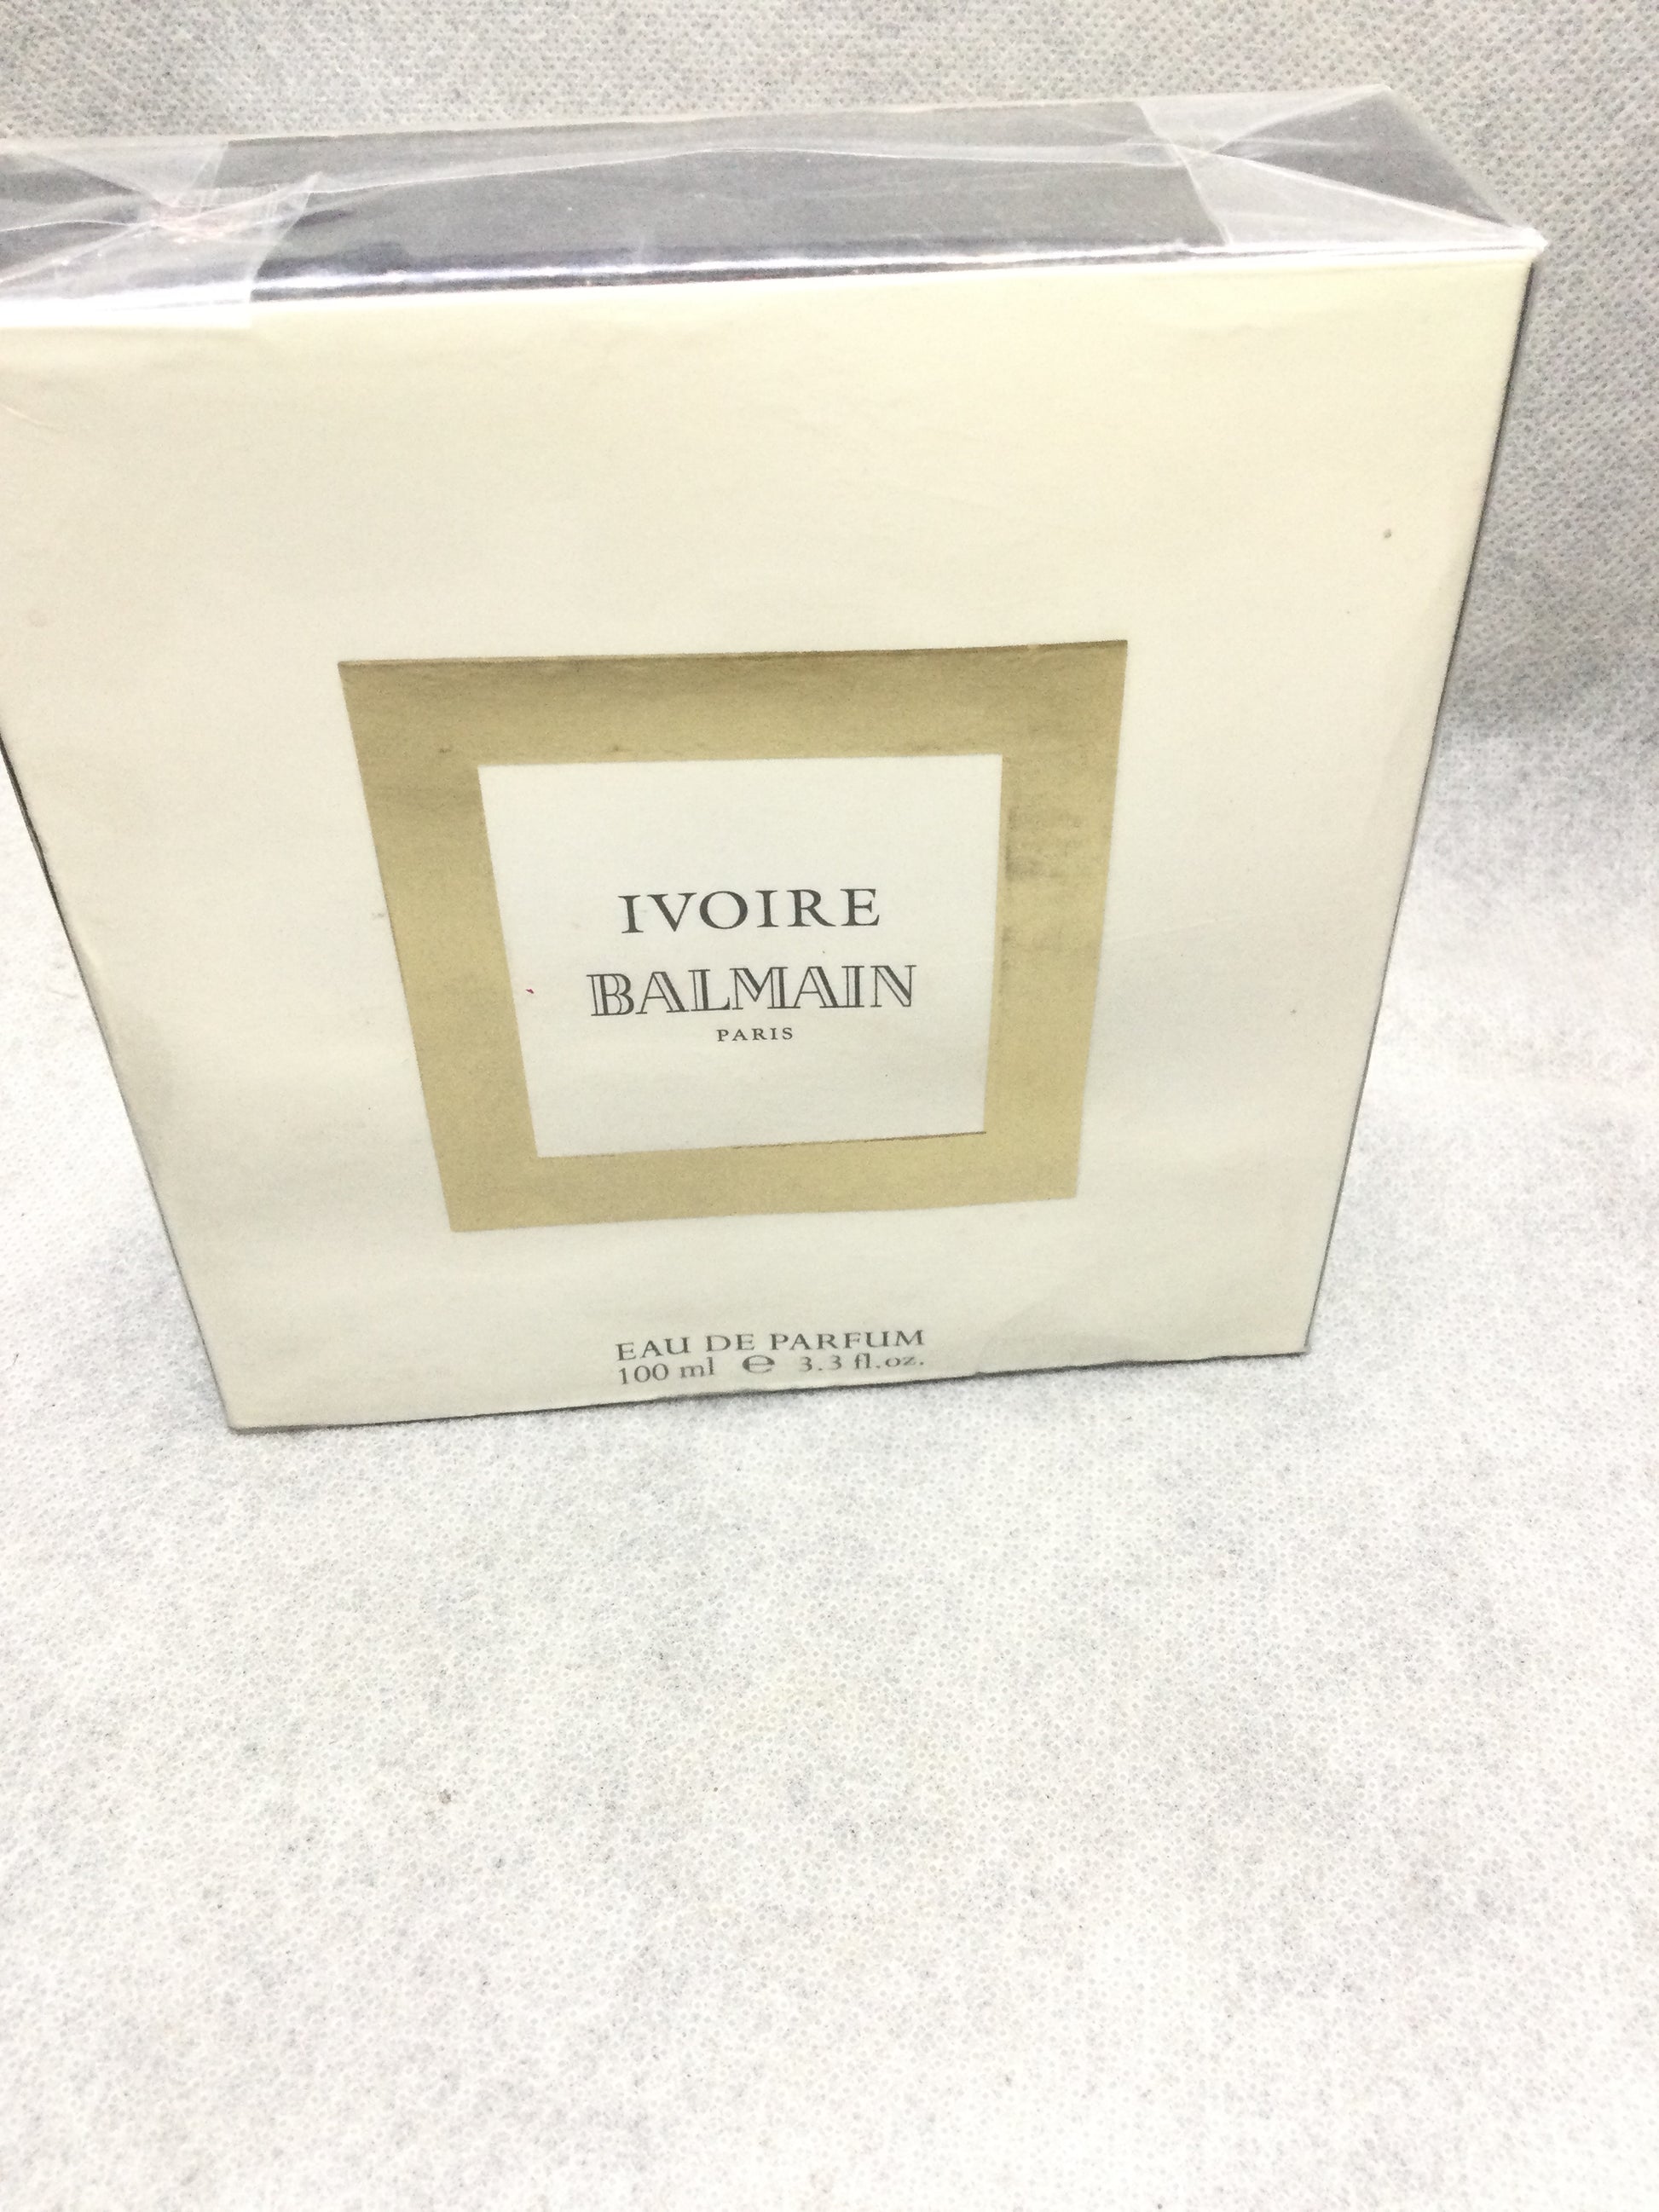 IVOIRE
BALMAIN
PARIS
EAU DE PARFUM
100 ml ℮ 3.3 fl.oz.